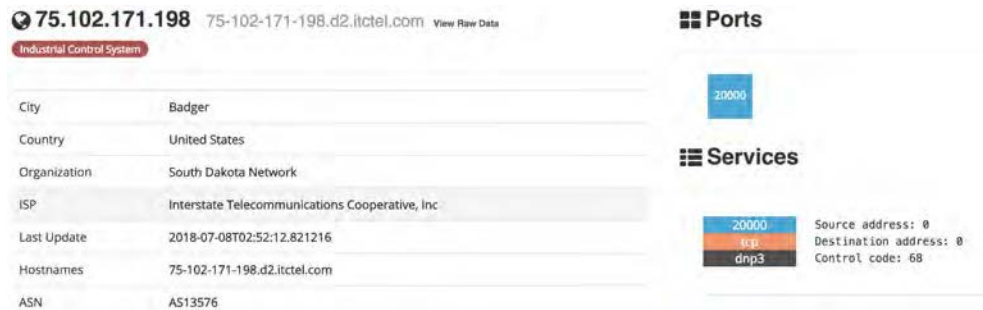 75.102.171.198 75-102-171-198.d2.itctel.com View Raw Data
Industrial Control System
City Badger
Country United States
Organization South Dakota Network
ISP Interstate Telecommunications Cooperative, Inc
Last Update 2018-07-08T02:52:12.821216
Hostnames 75-102-171-198.d2.itctel.com
ASN AS13576
Ports
20000
Services
20000
tcp
dnp3
Source address: 0
Destination address: 0
Control code: 68